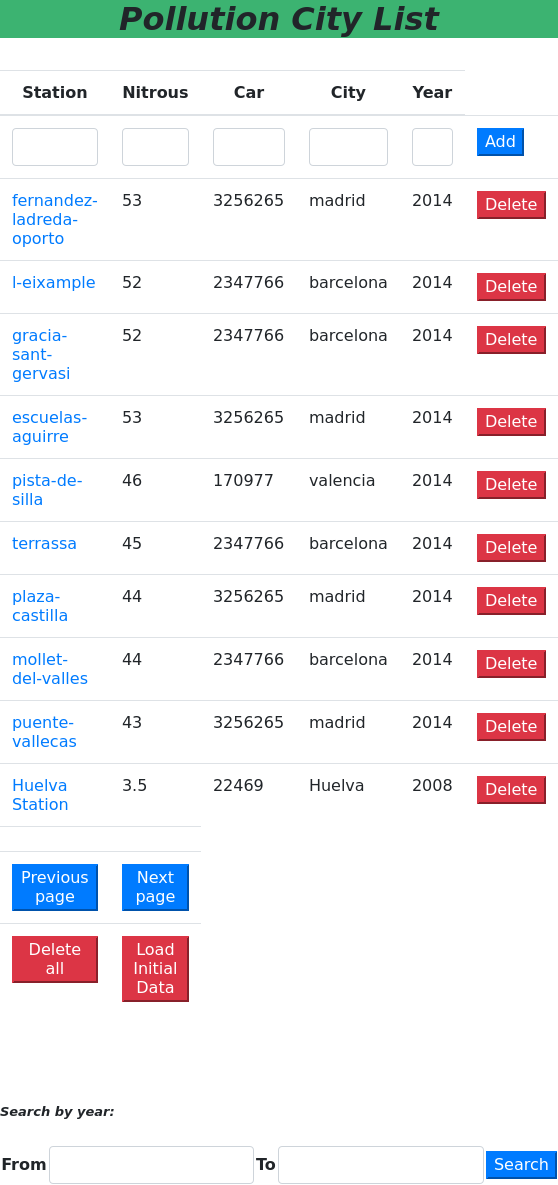 Pollution City List
Station Nitrous Car City Year
Add
fernandez-ladreda-oporto 53 3256265 madrid 2014 Delete
l-eixample 52 2347766 barcelona 2014 Delete
gracia-sant-gervasi 52 2347766 barcelona 2014 Delete
escuelas-aguirre 53 3256265 madrid 2014 Delete
pista-de-silla 46 170977 valencia 2014 Delete
terrassa 45 2347766 barcelona 2014 Delete
plaza-castilla 44 3256265 madrid 2014 Delete
mollet-del-valles 44 2347766 barcelona 2014 Delete
puente-vallecas 43 3256265 madrid 2014 Delete
Huelva Station 3.5 22469 Huelva 2008 Delete
Previous page Next page
Delete all Load Initial Data
Search by year:
From To Search